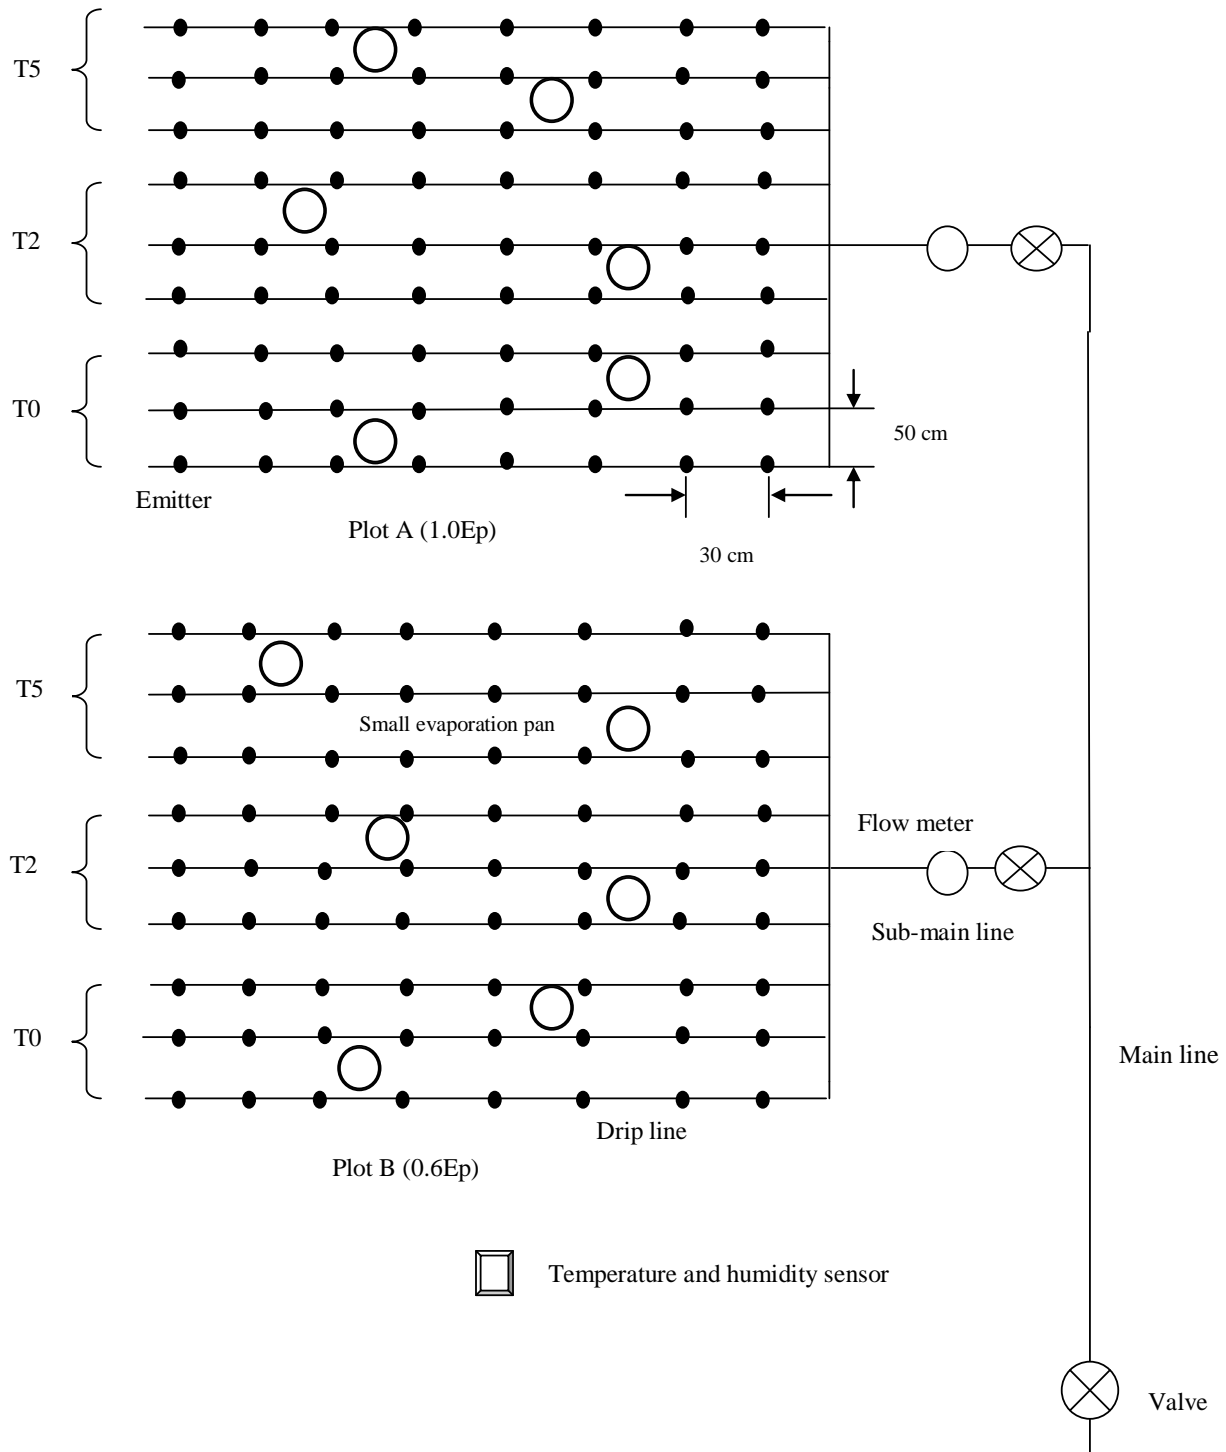 T5
T2
T0
50 cm
Emitter
Plot A (1.0Ep)
30 cm
T5
Small evaporation pan
T2
Flow meter
Sub-main line
T0
Main line
Drip line
Plot B (0.6Ep)
Temperature and humidity sensor
Valve